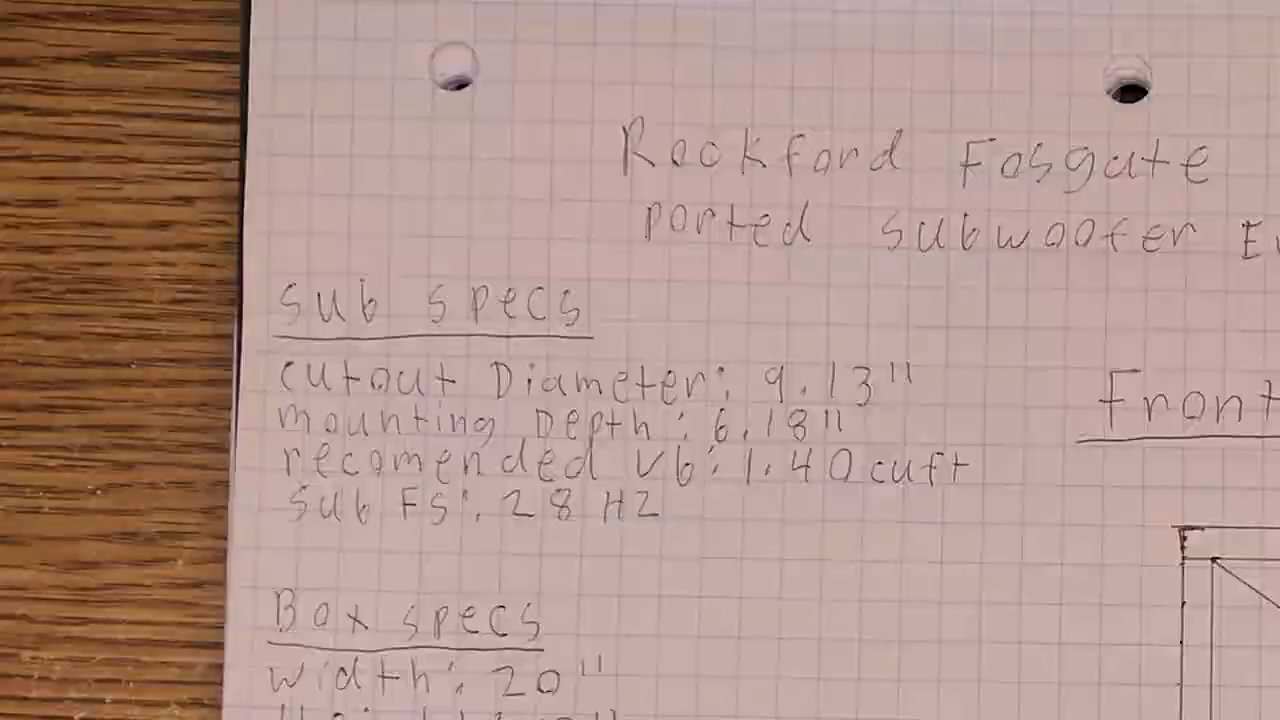 Rockford Fosgate
ported subwoofer
sub specs
cutout Diameter: 9.13"
mounting Depth: 6.18"
recomended Vb: 1.40 cuft
sub Fs: 28 HZ
Front
Box specs
width: 20"